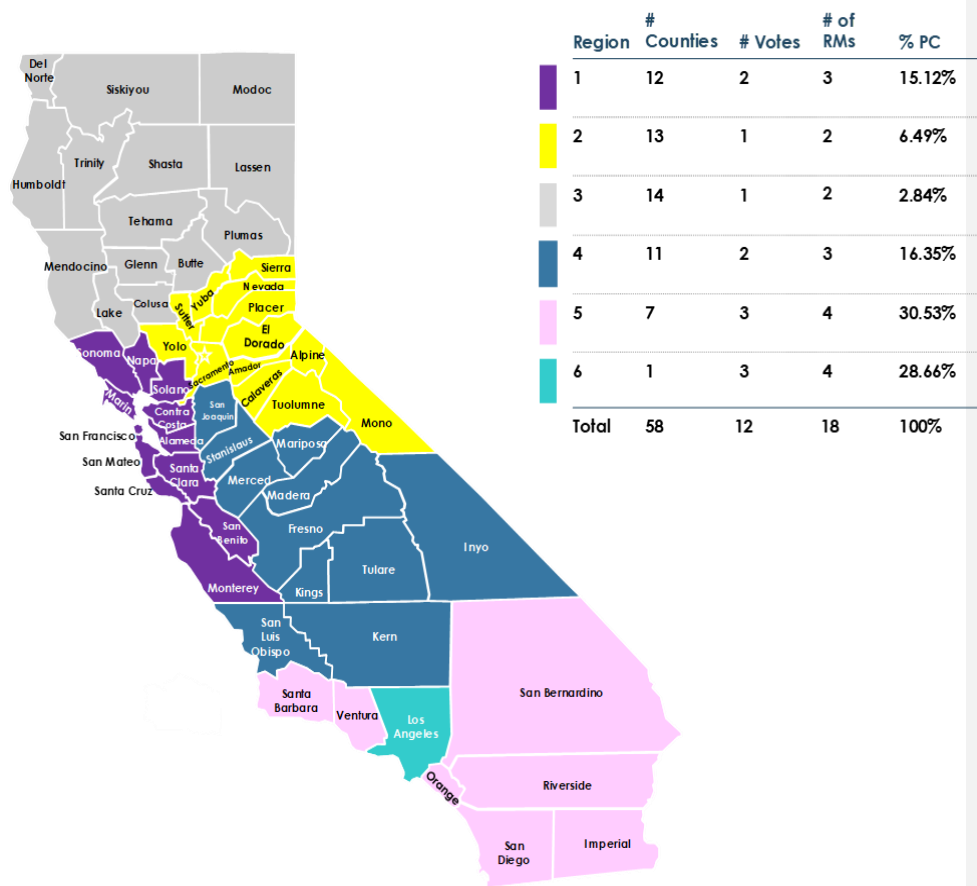 #
# of
Region
Counties
# Votes
RMs
% PC
1 12 2 3 15.12%
2 13 1 2 6.49%
3 14 1 2 2.84%
4 11 2 3 16.35%
5 7 3 4 30.53%
6 1 3 4 28.66%
Total 58 12 18 100%
Del
Norte
Siskiyou
Modoc
Trinity
Shasta
Lassen
Humboldt
Tehama
Plumas
Mendocino
Glenn
Butte
Sierra
Nevada
Colusa
Yuba
Placer
Lake
Sutter
El
Dorado
Yolo
Sonoma
Napa
Alpine
Sacramento
Amador
Solano
Calaveras
Marin
Tuolumne
San
Joaquin
Contra
Costa
Mono
San Francisco
Alameda
Stanislaus
Mariposa
San Mateo
Santa
Clara
Merced
Santa Cruz
Madera
San
Benito
Fresno
Inyo
Tulare
Monterey
Kings
San
Luis
Obispo
Kern
Santa
Barbara
Ventura
San Bernardino
Los
Angeles
Orange
Riverside
San
Diego
Imperial